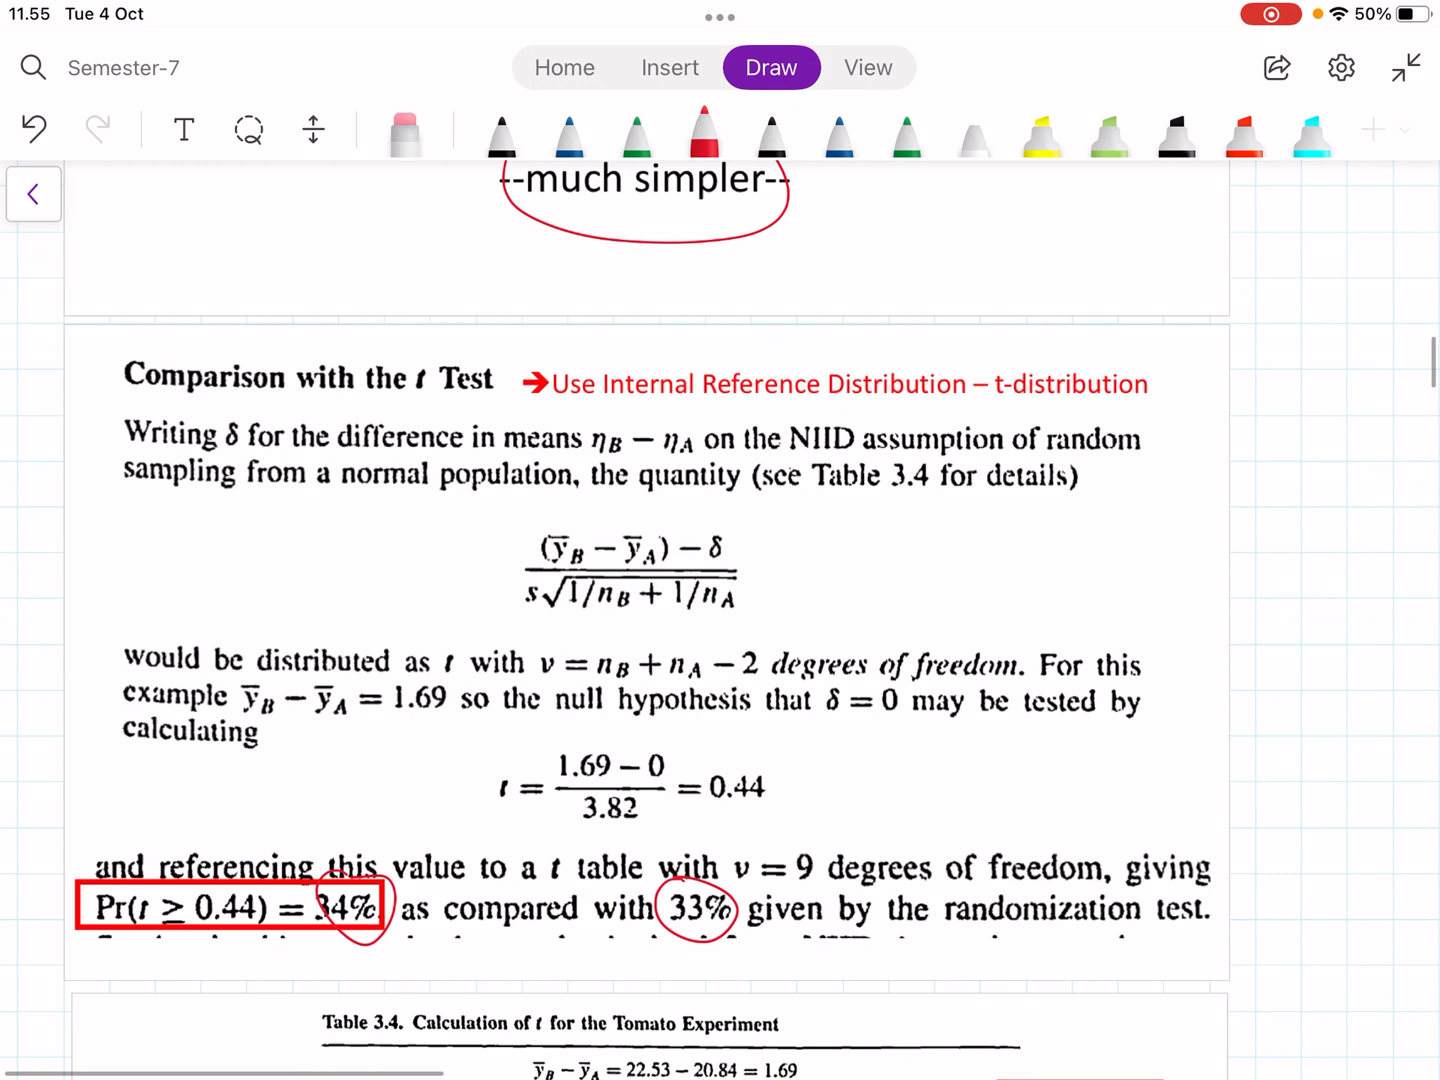 11.55 Tue 4 Oct
50%
Semester-7
Home Insert Draw View
T
--much simpler--
Comparison with the t Test ➔Use Internal Reference Distribution – t-distribution
Writing δ for the difference in means η_B − η_A on the NIID assumption of random
sampling from a normal population, the quantity (see Table 3.4 for details)
(ȳ_B − ȳ_A) − δ
s√1/n_B + 1/n_A
would be distributed as t with ν = n_B + n_A − 2 degrees of freedom. For this
example ȳ_B − ȳ_A = 1.69 so the null hypothesis that δ = 0 may be tested by
calculating
t = (1.69 − 0) / 3.82 = 0.44
and referencing this value to a t table with ν = 9 degrees of freedom, giving
Pr(t ≥ 0.44) = 34% as compared with 33% given by the randomization test.
Table 3.4. Calculation of t for the Tomato Experiment
ȳ_B − ȳ_A = 22.53 − 20.84 = 1.69